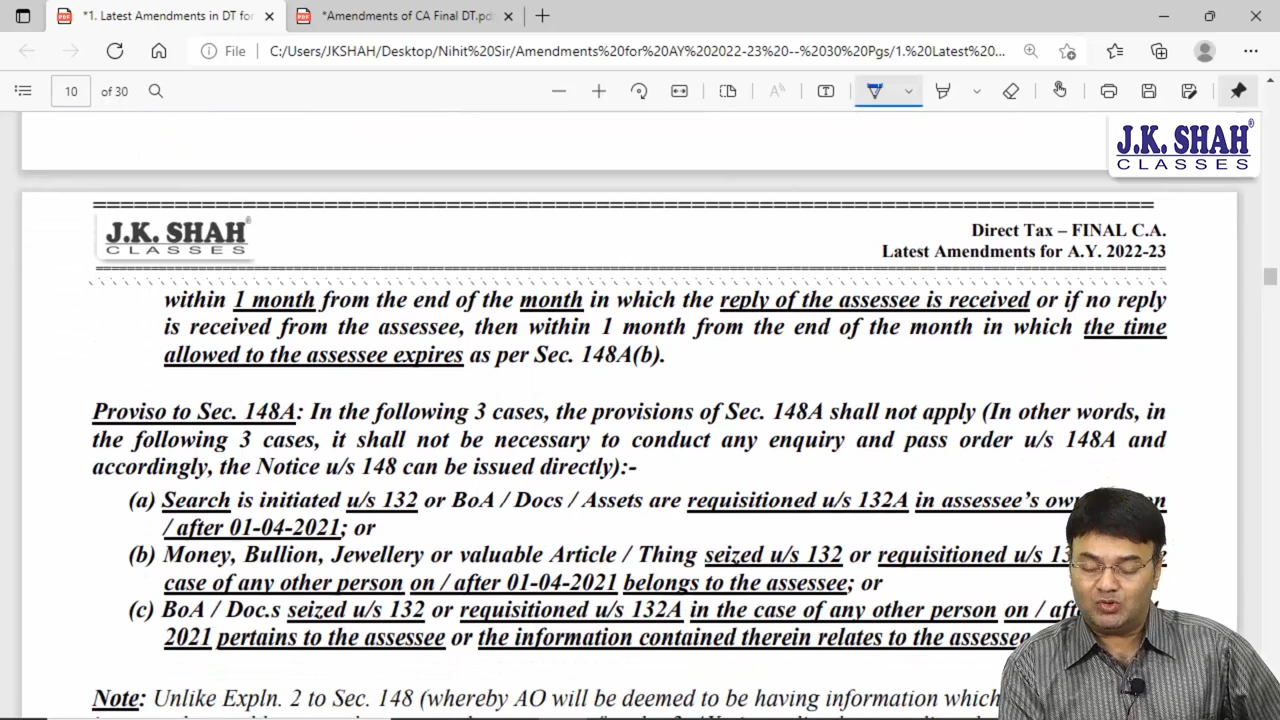 *1. Latest Amendments in DT for
*Amendments of CA Final DT.pd
File
C:/Users/JKSHAH/Desktop/Nihit%20Sir/Amendments%20for%20AY%202022-23%20--%2030%20Pgs/1.%20Latest%20...
10 of 30
J.K. SHAH®
CLASSES
J.K. SHAH®
CLASSES
Direct Tax – FINAL C.A.
Latest Amendments for A.Y. 2022-23
within 1 month from the end of the month in which the reply of the assessee is received or if no reply
is received from the assessee, then within 1 month from the end of the month in which the time
allowed to the assessee expires as per Sec. 148A(b).
Proviso to Sec. 148A: In the following 3 cases, the provisions of Sec. 148A shall not apply (In other words, in
the following 3 cases, it shall not be necessary to conduct any enquiry and pass order u/s 148A and
accordingly, the Notice u/s 148 can be issued directly):-
(a) Search is initiated u/s 132 or BoA / Docs / Assets are requisitioned u/s 132A in assessee's own
/ after 01-04-2021; or
(b) Money, Bullion, Jewellery or valuable Article / Thing seized u/s 132 or requisitioned u/s
case of any other person on / after 01-04-2021 belongs to the assessee; or
(c) BoA / Doc.s seized u/s 132 or requisitioned u/s 132A in the case of any other person on /
2021 pertains to the assessee or the information contained therein relates to the assessee
Note: Unlike Expln. 2 to Sec. 148 (whereby AO will be deemed to be having information which